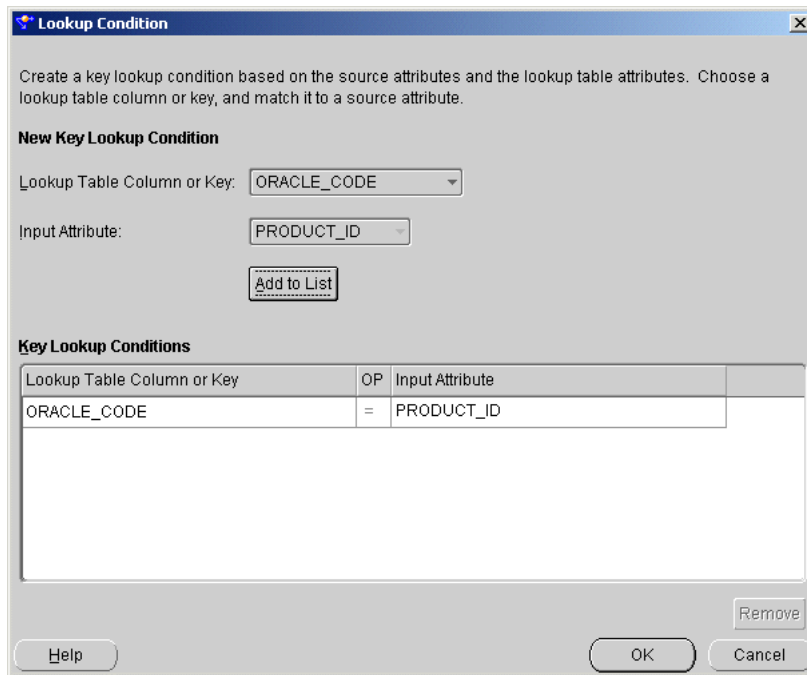 Lookup Condition
Create a key lookup condition based on the source attributes and the lookup table attributes. Choose a
lookup table column or key, and match it to a source attribute.
New Key Lookup Condition
Lookup Table Column or Key: ORACLE_CODE
Input Attribute: PRODUCT_ID
Add to List
Key Lookup Conditions
Lookup Table Column or Key OP Input Attribute
ORACLE_CODE = PRODUCT_ID
Remove
Help OK Cancel